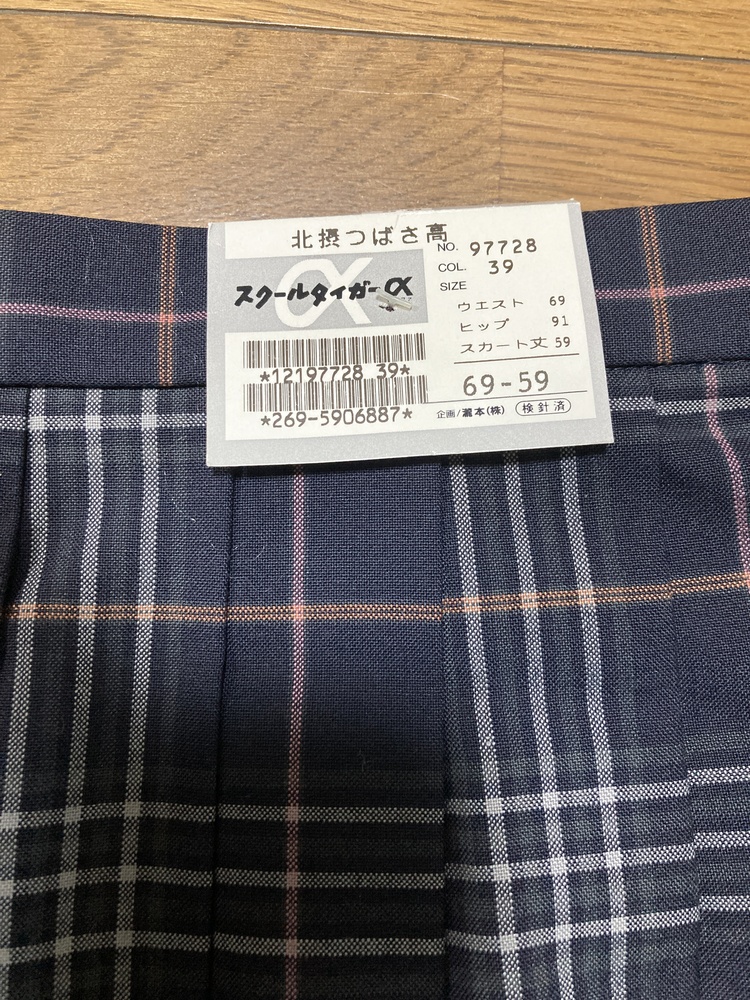 北摂つばさ高
スクールタイガーα
*12197728 39*
*269-5906887*
NO. 97728
COL. 39
SIZE
ウエスト 69
ヒップ 91
スカート丈 59
69-59
企画/瀧本(株) 検針済